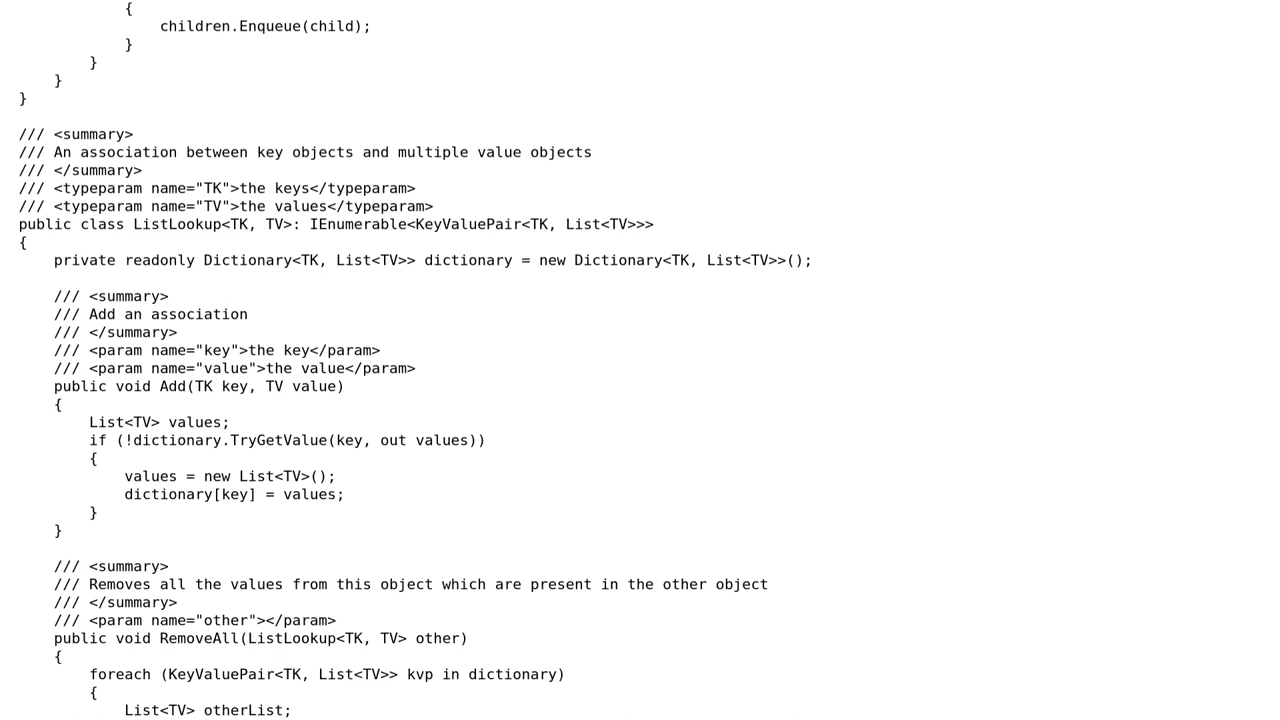 {
                children.Enqueue(child);
            }
        }
    }
}

/// <summary>
/// An association between key objects and multiple value objects
/// </summary>
/// <typeparam name="TK">the keys</typeparam>
/// <typeparam name="TV">the values</typeparam>
public class ListLookup<TK, TV>: IEnumerable<KeyValuePair<TK, List<TV>>>
{
    private readonly Dictionary<TK, List<TV>> dictionary = new Dictionary<TK, List<TV>>();

    /// <summary>
    /// Add an association
    /// </summary>
    /// <param name="key">the key</param>
    /// <param name="value">the value</param>
    public void Add(TK key, TV value)
    {
        List<TV> values;
        if (!dictionary.TryGetValue(key, out values))
        {
            values = new List<TV>();
            dictionary[key] = values;
        }
    }

    /// <summary>
    /// Removes all the values from this object which are present in the other object
    /// </summary>
    /// <param name="other"></param>
    public void RemoveAll(ListLookup<TK, TV> other)
    {
        foreach (KeyValuePair<TK, List<TV>> kvp in dictionary)
        {
            List<TV> otherList;